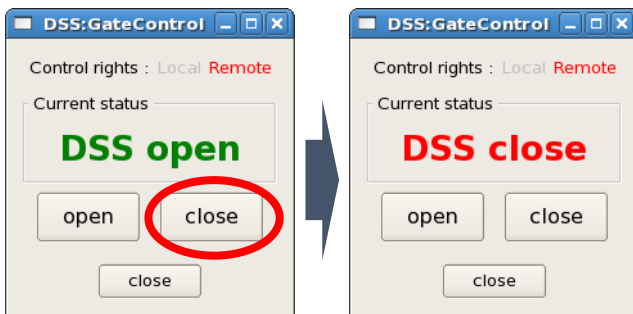 DSS:GateControl
Control rights : Local Remote
Current status
DSS open
open close
close
DSS:GateControl
Control rights : Local Remote
Current status
DSS close
open close
close